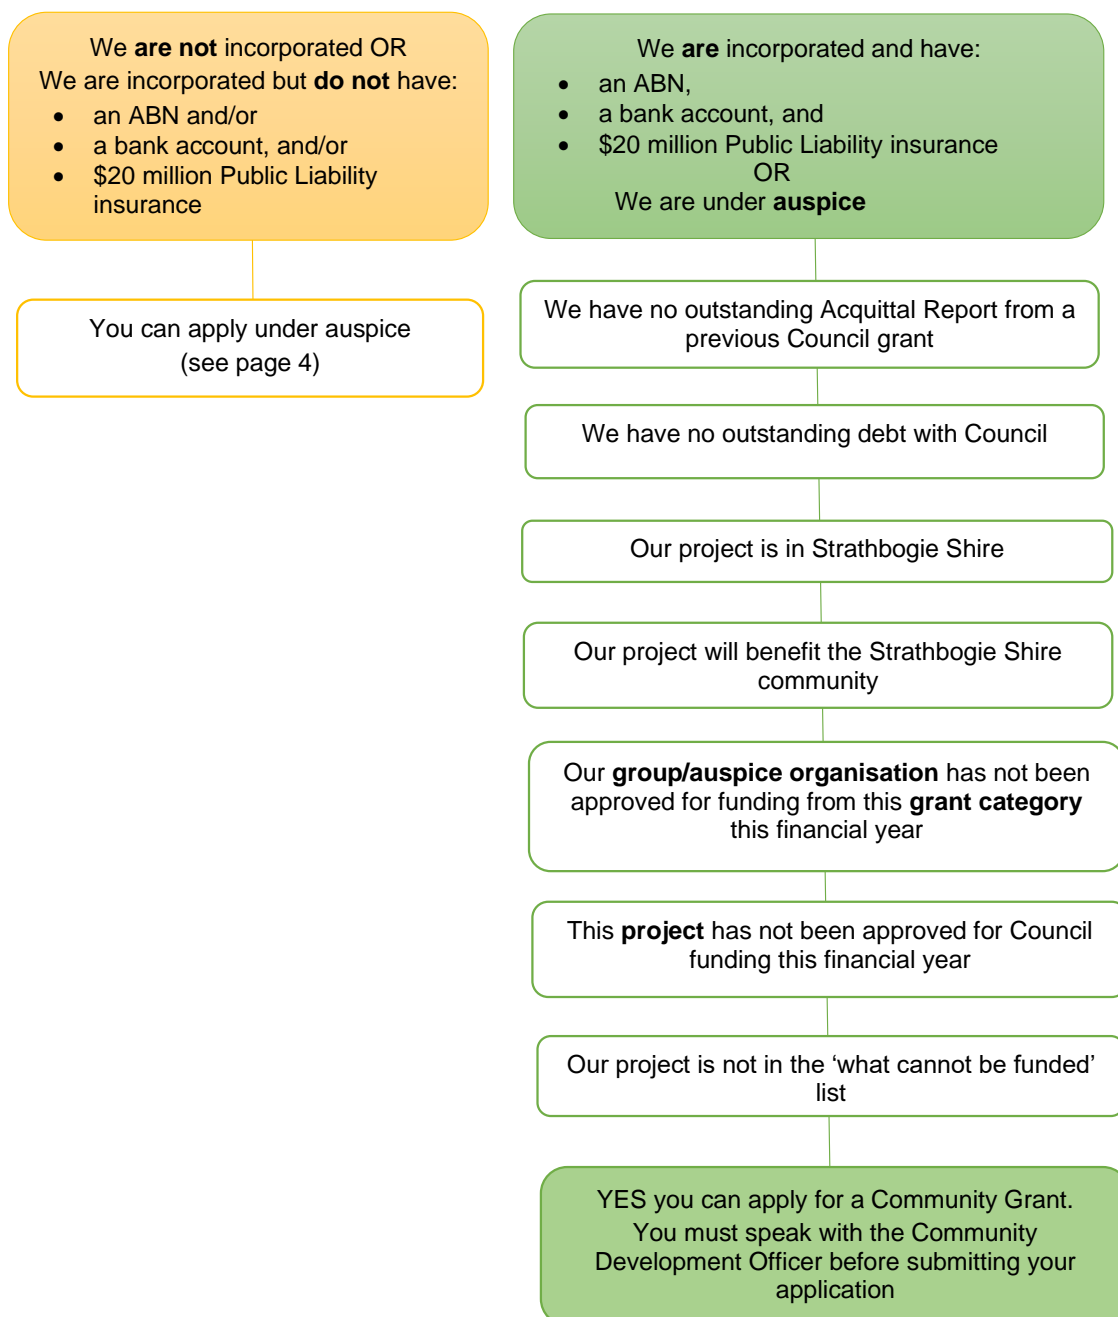 We are not incorporated OR
We are incorporated but do not have:
• an ABN and/or
• a bank account, and/or
• $20 million Public Liability
insurance
You can apply under auspice
(see page 4)
We are incorporated and have:
• an ABN,
• a bank account, and
• $20 million Public Liability insurance
OR
We are under auspice
We have no outstanding Acquittal Report from a
previous Council grant
We have no outstanding debt with Council
Our project is in Strathbogie Shire
Our project will benefit the Strathbogie Shire
community
Our group/auspice organisation has not been
approved for funding from this grant category
this financial year
This project has not been approved for Council
funding this financial year
Our project is not in the ‘what cannot be funded’
list
YES you can apply for a Community Grant.
You must speak with the Community
Development Officer before submitting your
application